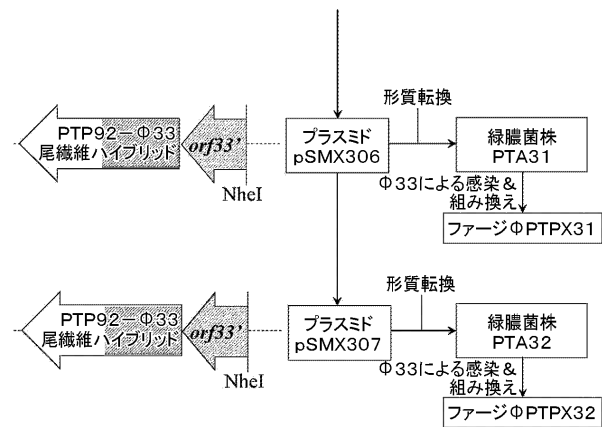 PTP92-Φ33
尾繊維ハイブリッド
orf33'
NheI
プラスミド
pSMX306
形質転換
緑膿菌株
PTA31
Φ33による感染&
組み換え
ファージΦPTPX31
PTP92-Φ33
尾繊維ハイブリッド
orf33'
NheI
プラスミド
pSMX307
形質転換
緑膿菌株
PTA32
Φ33による感染&
組み換え
ファージΦPTPX32